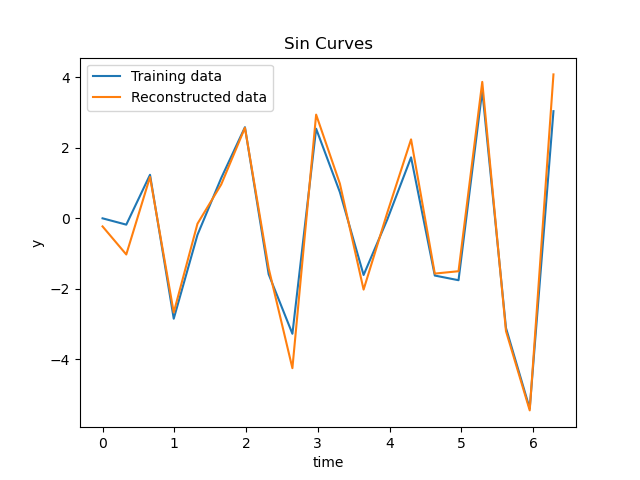 Sin Curves
Training data
Reconstructed data
4
2
0
−2
−4
y
0 1 2 3 4 5 6
time